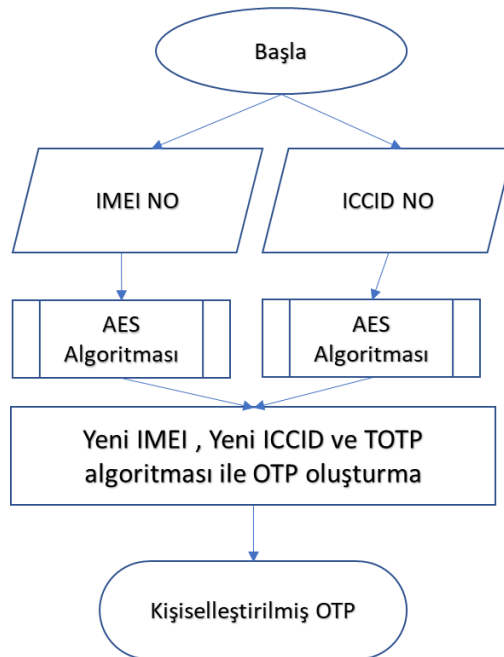 Başla
IMEI NO
ICCID NO
AES
Algoritması
AES
Algoritması
Yeni IMEI , Yeni ICCID ve TOTP
algoritması ile OTP oluşturma
Kişiselleştirilmiş OTP